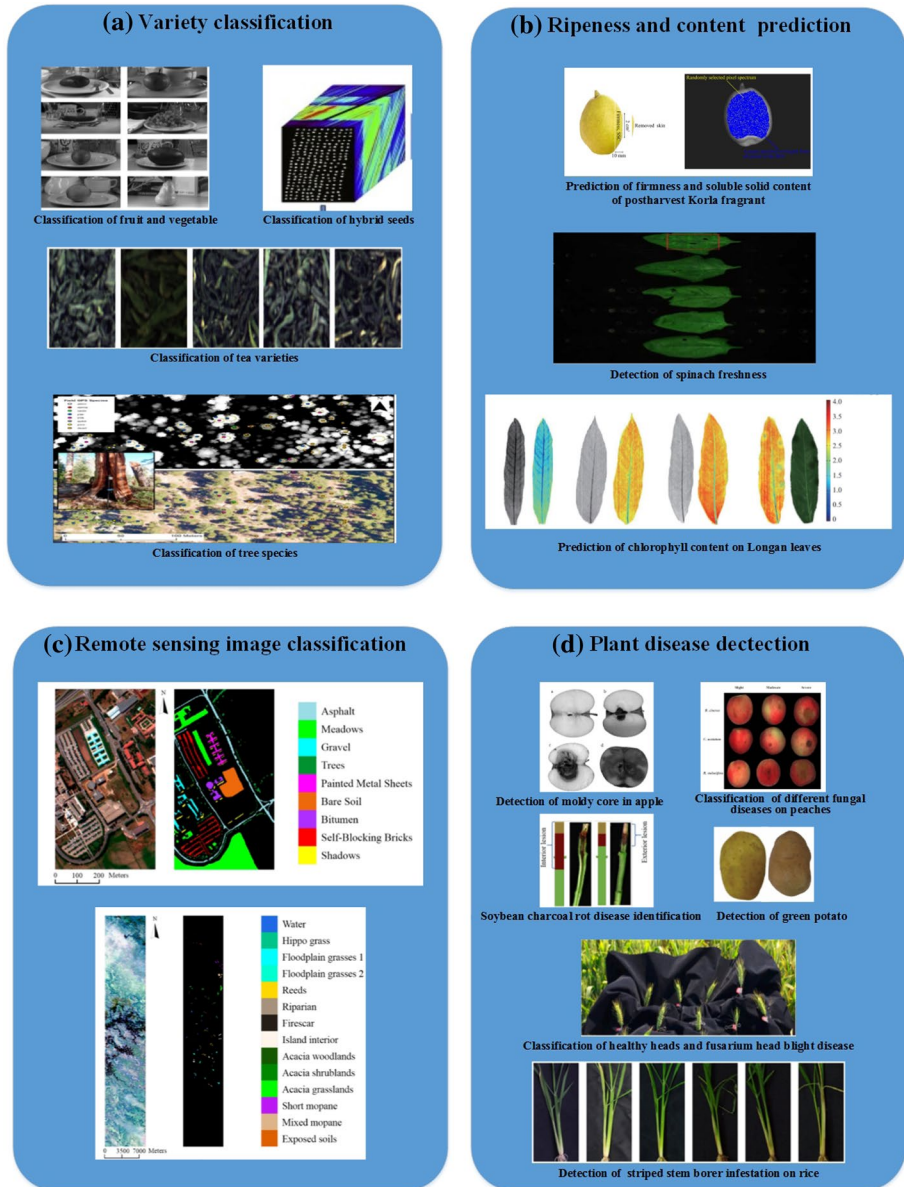 (a) Variety classification
Classification of fruit and vegetable
Classification of hybrid seeds
Classification of tea varieties
Classification of tree species
(b) Ripeness and content prediction
Randomly selected pixel spectrum
Removed skin
10 mm
Prediction of firmness and soluble solid content
of postharvest Korla fragrant
Detection of spinach freshness
4.0
3.5
3.0
2.5
2.0
1.5
1.0
0.5
0
Prediction of chlorophyll content on Longan leaves
(c) Remote sensing image classification
N
0 100 200
Meters
Asphalt
Meadows
Gravel
Trees
Painted Metal Sheets
Bare Soil
Bitumen
Self-Blocking Bricks
Shadows
N
0 3500 7000 Meters
Water
Hippo grass
Floodplain grasses 1
Floodplain grasses 2
Reeds
Riparian
Firescar
Island interior
Acacia woodlands
Acacia shrublands
Acacia grasslands
Short mopane
Mixed mopane
Exposed soils
(d) Plant disease dectection
a b
c d
Detection of moldy core in apple
Classification of different fungal
diseases on peaches
Interior lesion
Exterior lesion
Soybean charcoal rot disease identification
Detection of green potato
Classification of healthy heads and fusarium head blight disease
Detection of striped stem borer infestation on rice